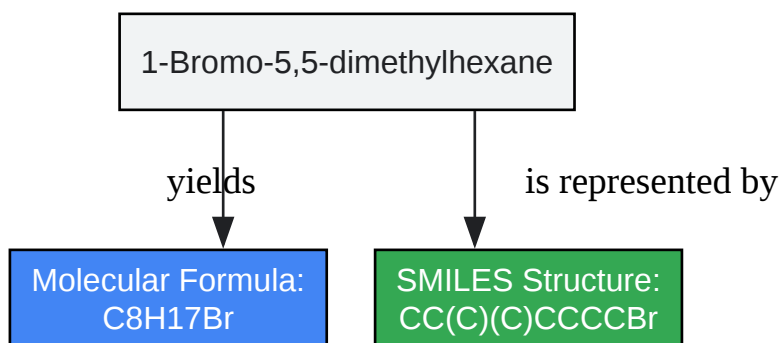 1-Bromo-5,5-dimethylhexane
yields
is represented by
Molecular Formula:
C8H17Br
SMILES Structure:
CC(C)(C)CCCCBr